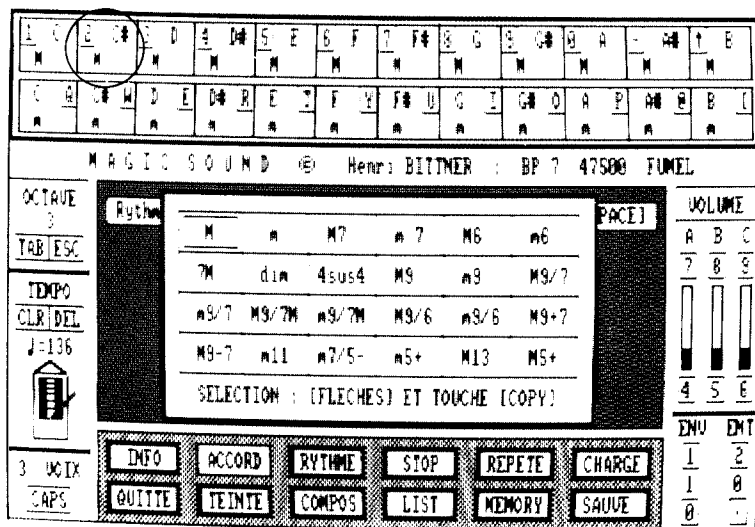 1 C 2 C# 3 D 4 D# 5 E 6 F 7 F# 8 G 9 G# 0 A - A# ↑ B
M M M M M M M M M M M M
C Q C# W D E D# R E T F Y F# U G I G# O A P A# @ B [
m m m m m m m m m m m m
MAGIC SOUND © Henri BITTNER : BP 7 47500 FUMEL
OCTAVE
3
TAB ESC
TEMPO
CLR DEL
♩=136
3 VOIX
CAPS
Rythm
PACE]
M m M7 m 7 M6 m6
7M dim 4sus4 M9 m9 M9/7
m9/7 M9/7M m9/7M M9/6 m9/6 M9+7
M9-7 m11 m7/5- m5+ M13 M5+
SELECTION : [FLECHES] ET TOUCHE [COPY]
INFO ACCORD RYTHME STOP REPETE CHARGE
QUITTE TEINTE COMPOS LIST MEMORY SAUVE
VOLUME
A B C
7 8 9
4 5 6
ENV EMT
1 2
1 0
0